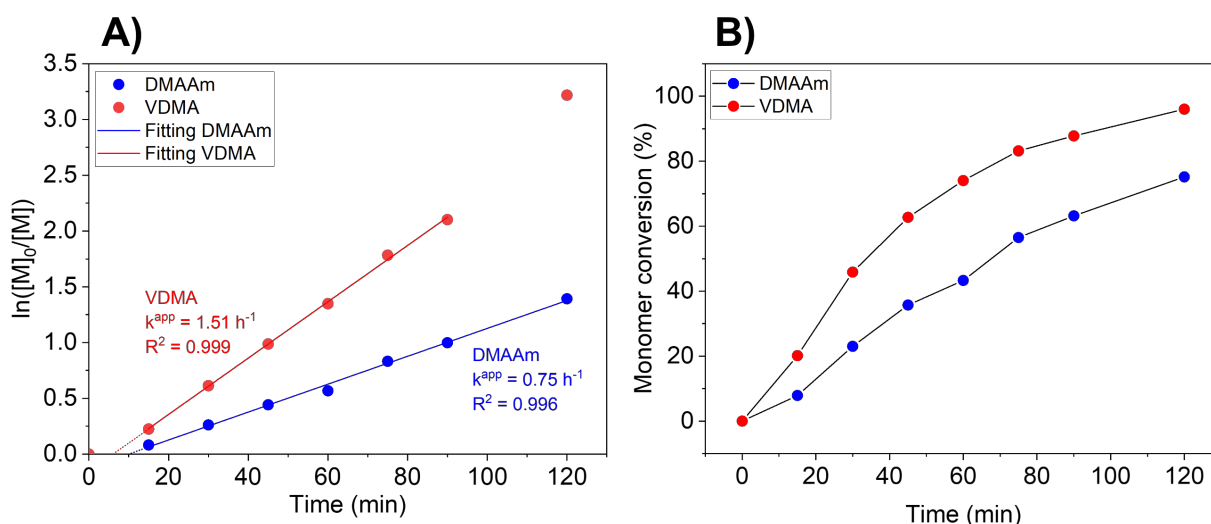 A)
3.5
3.0
2.5
2.0
1.5
1.0
0.5
0.0
ln([M]₀/[M])
DMAAm
VDMA
Fitting DMAAm
Fitting VDMA
VDMA
k^app = 1.51 h⁻¹
R² = 0.999
DMAAm
k^app = 0.75 h⁻¹
R² = 0.996
0 20 40 60 80 100 120
Time (min)
B)
100
80
60
40
20
0
Monomer conversion (%)
DMAAm
VDMA
0 20 40 60 80 100 120
Time (min)